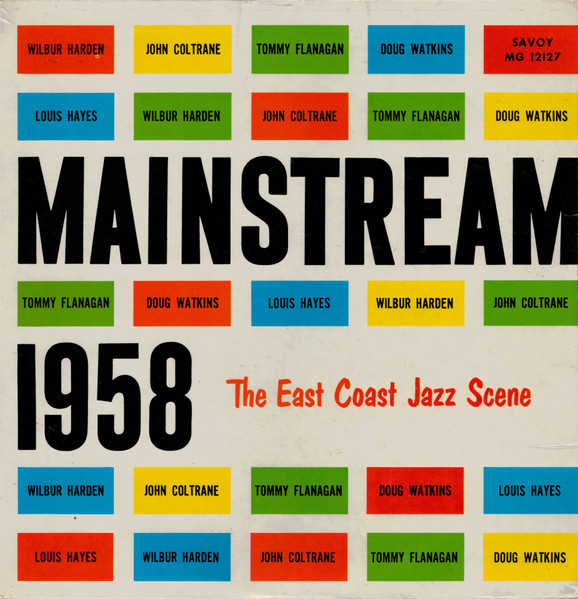 WILBUR HARDEN
JOHN COLTRANE
TOMMY FLANAGAN
DOUG WATKINS
SAVOY
MG 12127
LOUIS HAYES
WILBUR HARDEN
JOHN COLTRANE
TOMMY FLANAGAN
DOUG WATKINS
MAINSTREAM
TOMMY FLANAGAN
DOUG WATKINS
LOUIS HAYES
WILBUR HARDEN
JOHN COLTRANE
1958
The East Coast Jazz Scene
WILBUR HARDEN
JOHN COLTRANE
TOMMY FLANAGAN
DOUG WATKINS
LOUIS HAYES
LOUIS HAYES
WILBUR HARDEN
JOHN COLTRANE
TOMMY FLANAGAN
DOUG WATKINS